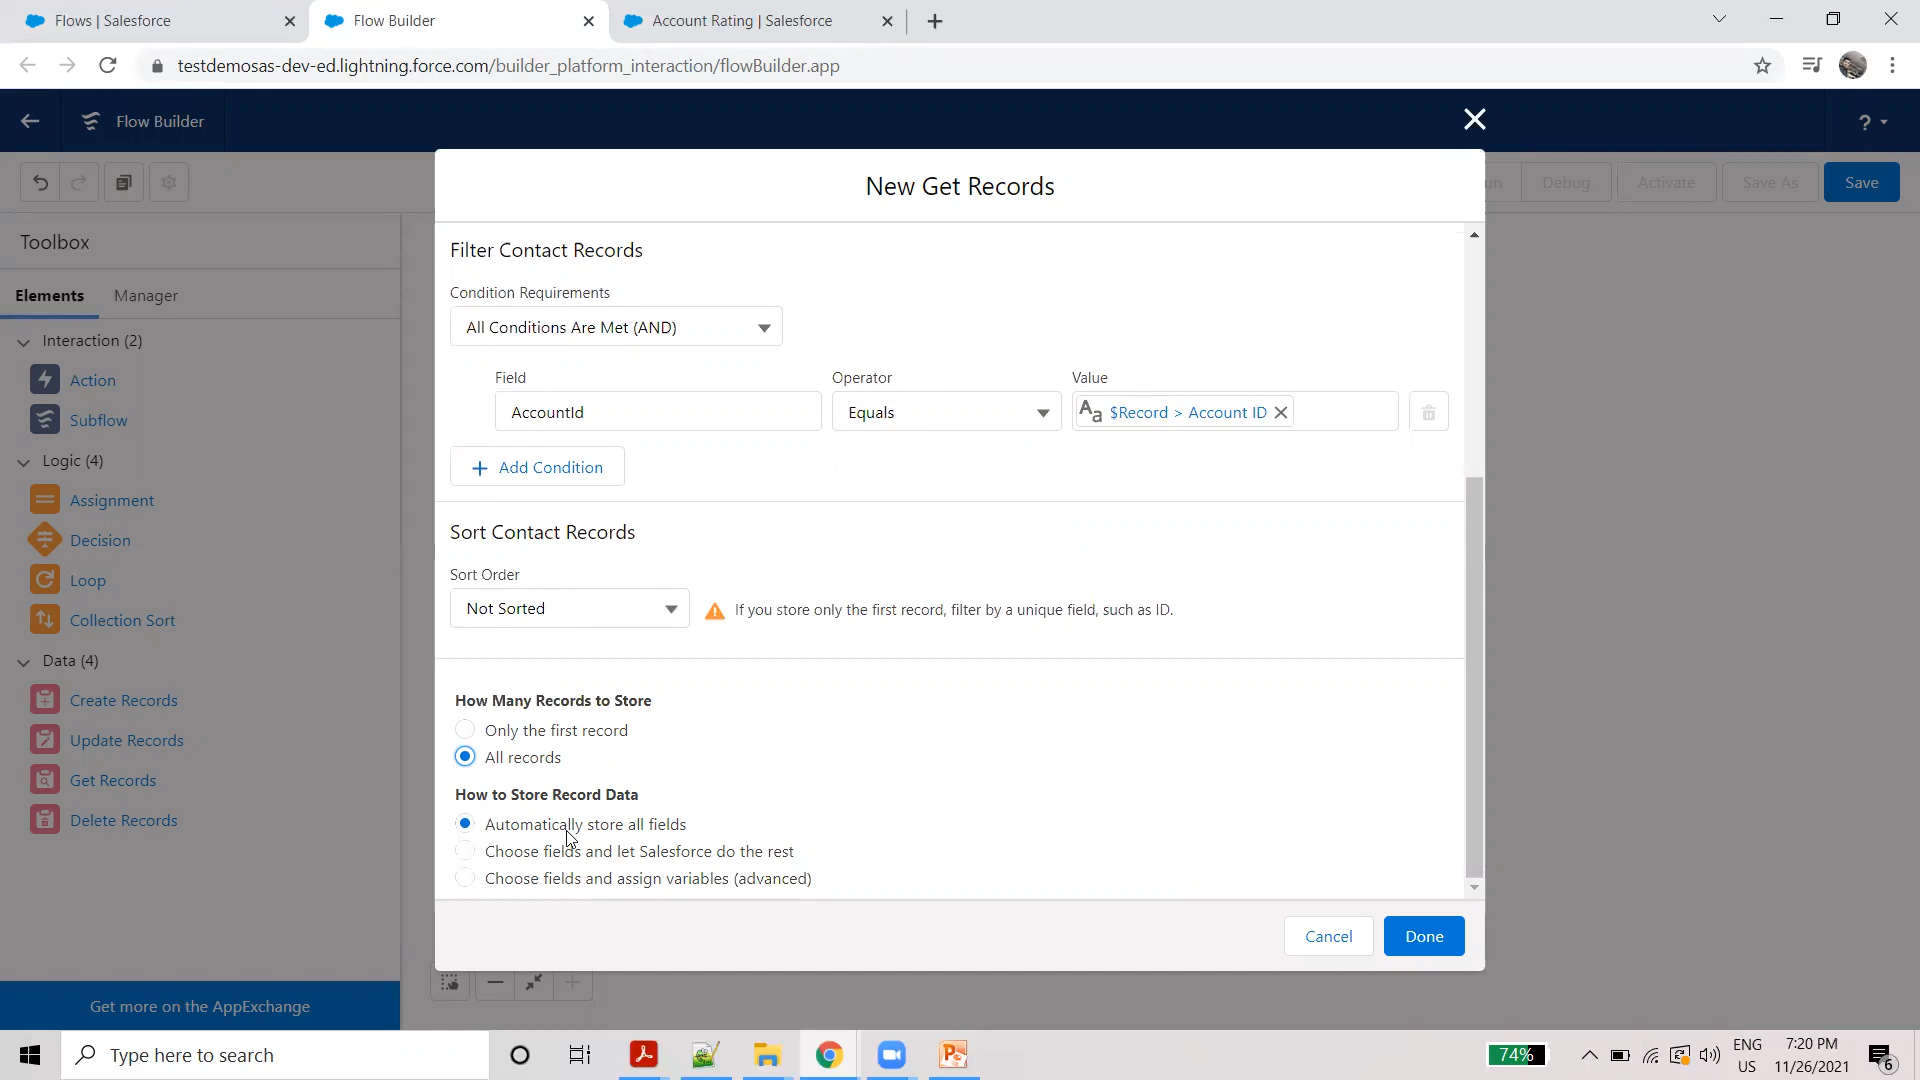 Flows | Salesforce
Flow Builder
Account Rating | Salesforce
testdemosas-dev-ed.lightning.force.com/builder_platform_interaction/flowBuilder.app
Flow Builder
?
New Get Records
Debug
Activate
Save As
Save
Toolbox
Elements
Manager
Interaction (2)
Action
Subflow
Logic (4)
Assignment
Decision
Loop
Collection Sort
Data (4)
Create Records
Update Records
Get Records
Delete Records
Get more on the AppExchange
Filter Contact Records
Condition Requirements
All Conditions Are Met (AND)
Field
Operator
Value
AccountId
Equals
Aa $Record > Account ID
Add Condition
Sort Contact Records
Sort Order
Not Sorted
If you store only the first record, filter by a unique field, such as ID.
How Many Records to Store
Only the first record
All records
How to Store Record Data
Automatically store all fields
Choose fields and let Salesforce do the rest
Choose fields and assign variables (advanced)
Cancel
Done
Type here to search
74%
ENG
US
7:20 PM
11/26/2021
6